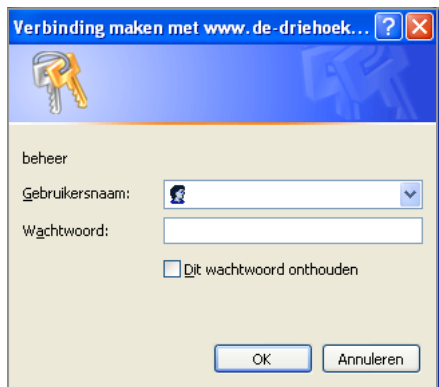 Verbinding maken met www.de-driehoek...
beheer
Gebruikersnaam:
Wachtwoord:
Dit wachtwoord onthouden
OK Annuleren